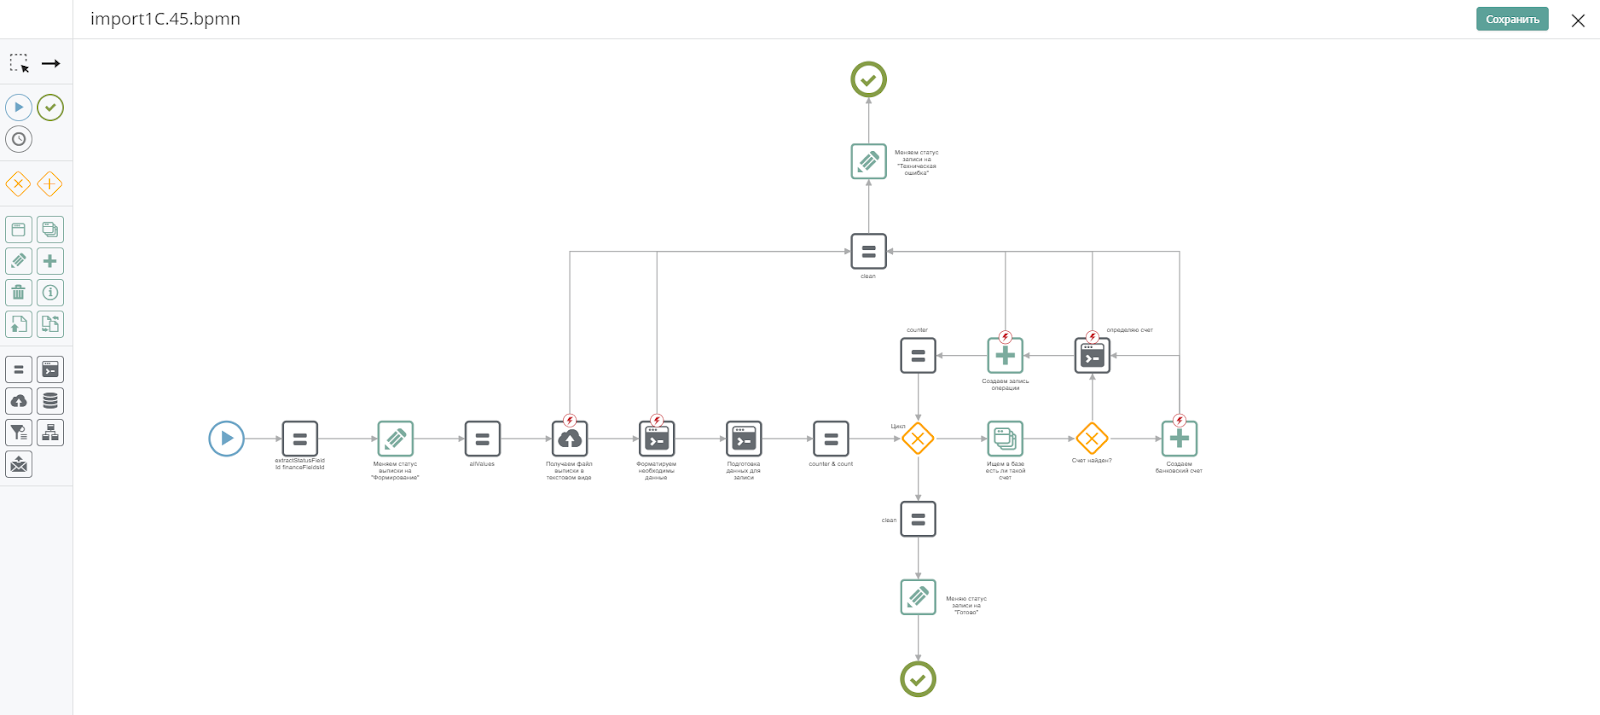 import1C.45.bpmn
Сохранить
Меняем статус
записи на
"Техническая
ошибка"
clean
counter
определяю счет
Создаем запись
операции
Цикл
extractStatusField
Id financeFieldsId
Меняем статус
выписки на
"Формирование"
allValues
Получаем файл
выписки в
текстовом виде
Форматируем
необходимы
данные
Подготовка
данных для
записи
counter & count
Ищем в базе
есть ли такой
счет
Счет найден?
Создаем
банковский счет
clean
Меняю статус
записи на
"Готово"